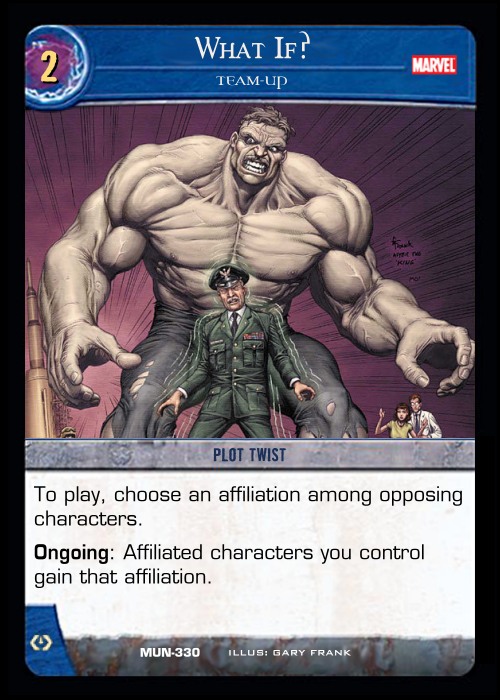 2
What If?
TEAM-UP
MARVEL
PLOT TWIST
To play, choose an affiliation among opposing
characters.
Ongoing: Affiliated characters you control
gain that affiliation.
MUN-330 ILLUS: GARY FRANK